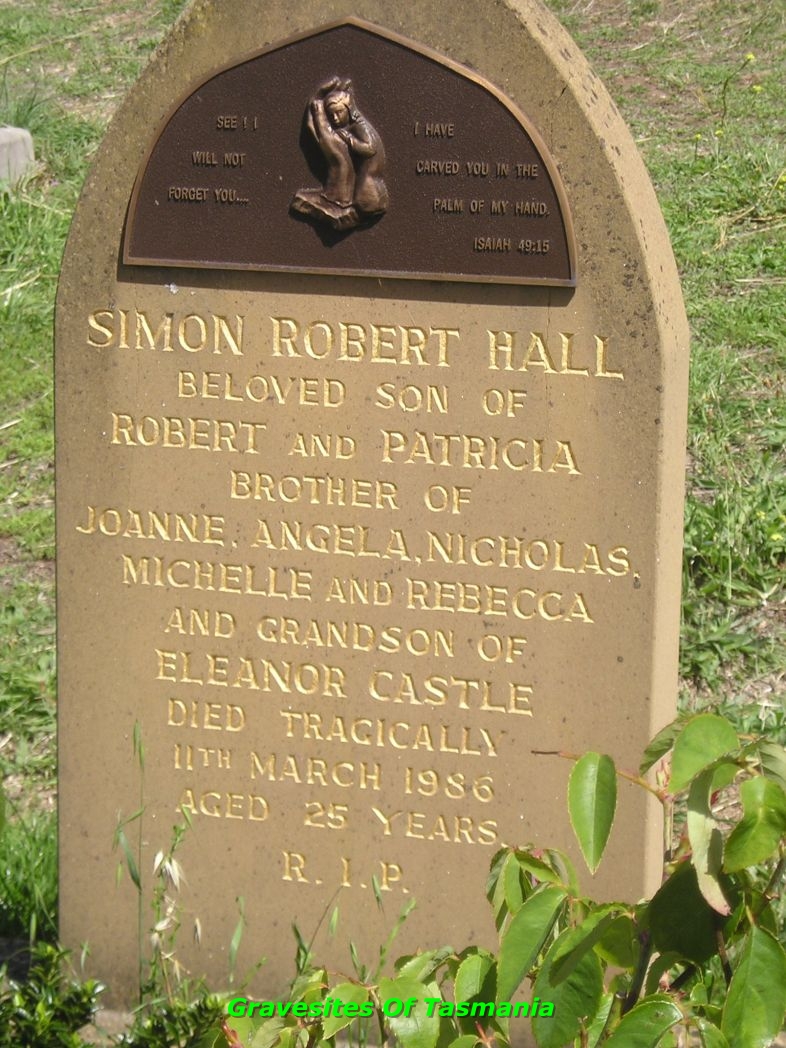 SEE ! I
WILL NOT
FORGET YOU....
I HAVE
CARVED YOU IN THE
PALM OF MY HAND.
ISAIAH 49:15
SIMON ROBERT HALL
BELOVED SON OF
ROBERT AND PATRICIA
BROTHER OF
JOANNE, ANGELA, NICHOLAS,
MICHELLE AND REBECCA
AND GRANDSON OF
ELEANOR CASTLE
DIED TRAGICALLY
11TH MARCH 1986
AGED 25 YEARS.
R. I. P.
Gravesites Of Tasmania